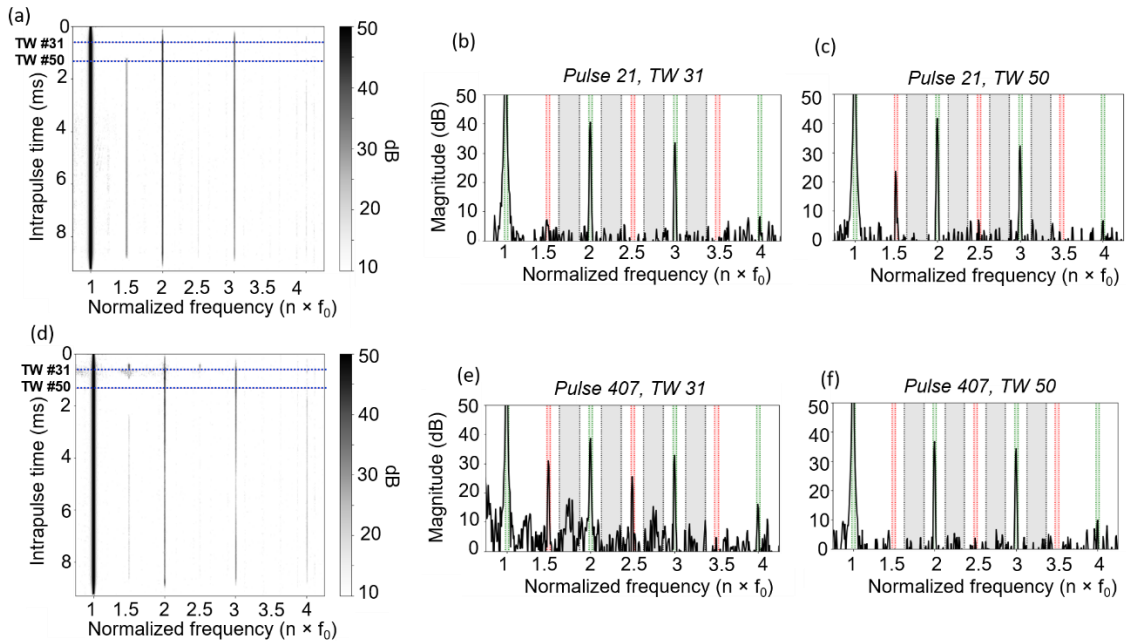 (a)
0
TW #31
TW #50
2
4
6
8
Intrapulse time (ms)
1 1.5 2 2.5 3 3.5 4
Normalized frequency (n × f₀)
50
40
30
20
10
dB
(b)
Pulse 21, TW 31
50
40
30
20
10
0
Magnitude (dB)
1 1.5 2 2.5 3 3.5 4
Normalized frequency (n × f₀)
(c)
Pulse 21, TW 50
50
40
30
20
10
0
1 1.5 2 2.5 3 3.5 4
Normalized frequency (n × f₀)
(d)
0
TW #31
TW #50
2
4
6
8
Intrapulse time (ms)
1 1.5 2 2.5 3 3.5 4
Normalized frequency (n × f₀)
50
40
30
20
10
dB
(e)
Pulse 407, TW 31
50
40
30
20
10
0
Magnitude (dB)
1 1.5 2 2.5 3 3.5 4
Normalized frequency (n × f₀)
(f)
Pulse 407, TW 50
50
40
30
20
10
0
1 1.5 2 2.5 3 3.5 4
Normalized frequency (n × f₀)